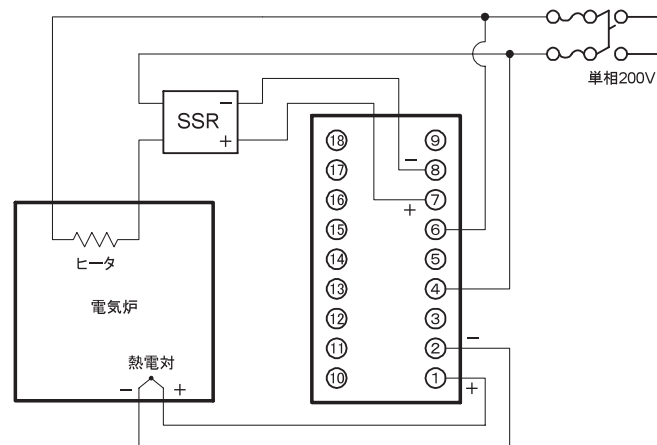 単相200V
SSR
−
+
⑱ ⑨
⑰ ⑧ −
⑯ ⑦ +
⑮ ⑥
⑭ ⑤
⑬ ④
⑫ ③
⑪ ② −
⑩ ① +
ヒータ
電気炉
熱電対
− +